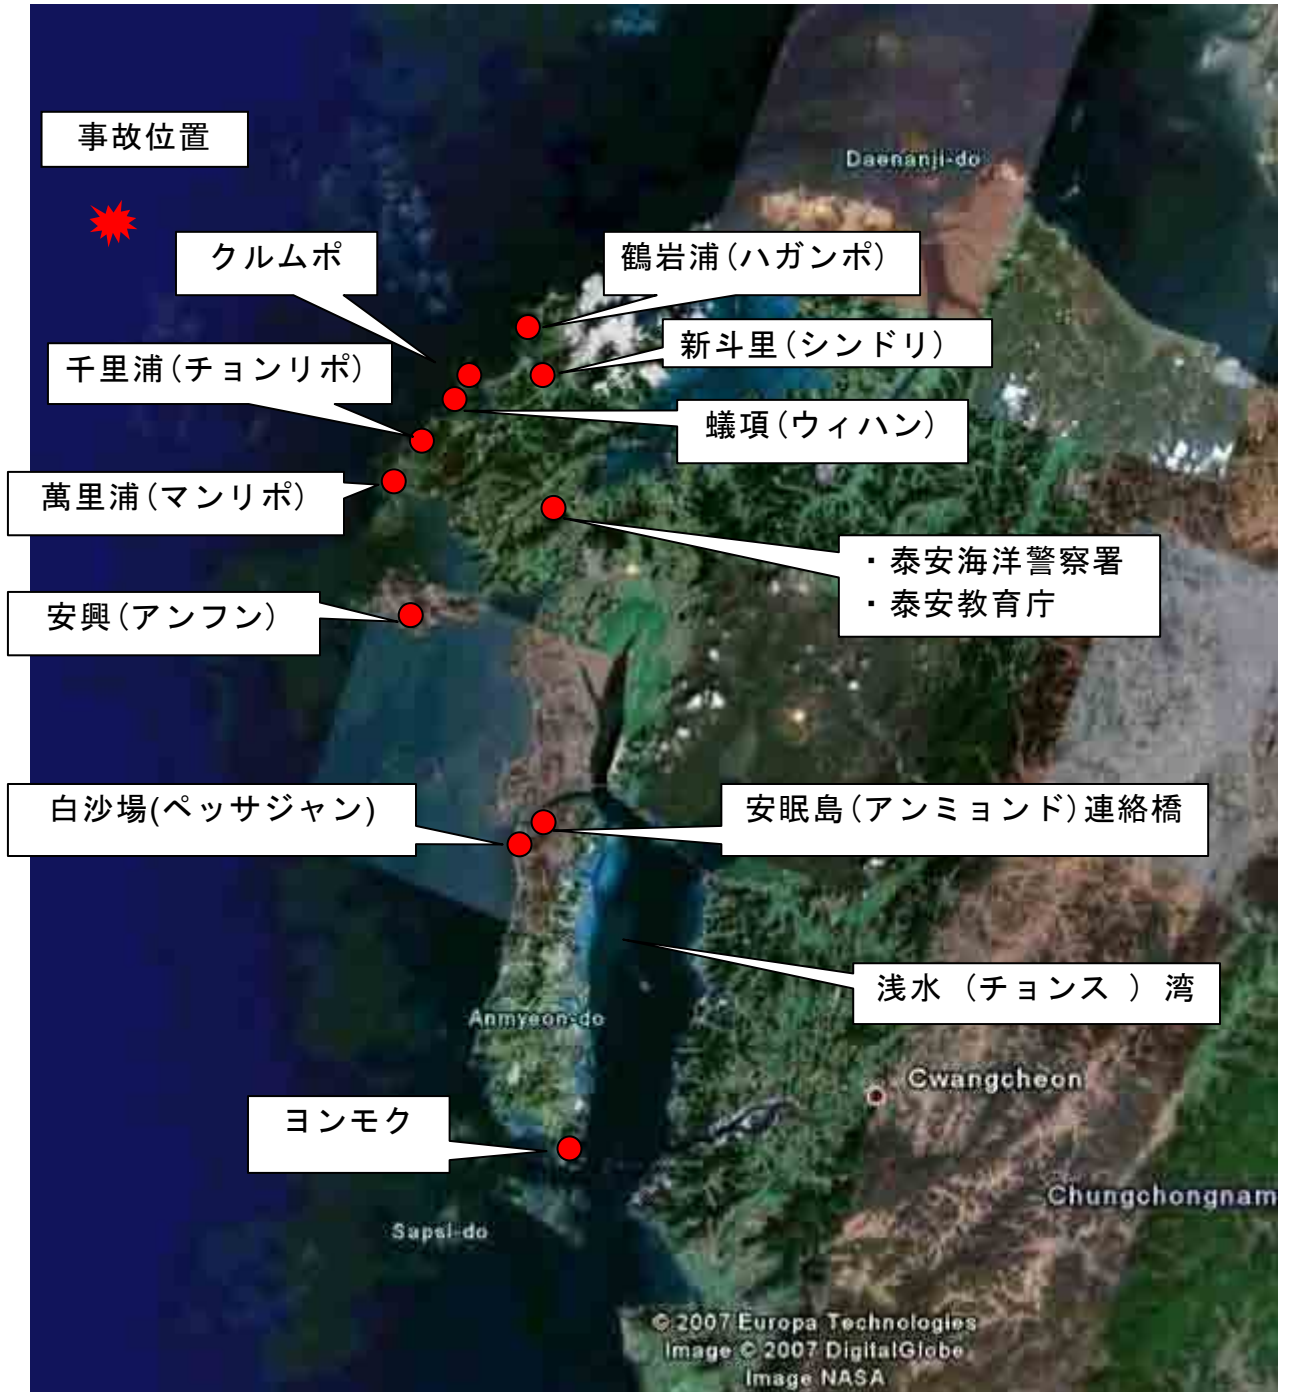 Daenanji-do
事故位置
クルムポ
鶴岩浦(ハガンポ)
新斗里(シンドリ)
千里浦(チョンリポ)
蟻項(ウィハン)
萬里浦(マンリポ)
・泰安海洋警察署
・泰安教育庁
安興(アンフン)
白沙場(ペッサジャン)
安眠島(アンミョンド)連絡橋
浅水（チョンス ）湾
Anmyeon-do
Cwangcheon
ヨンモク
Chungchongnam
Sapsi-do
© 2007 Europa Technologies
Image © 2007 DigitalGlobe
Image NASA